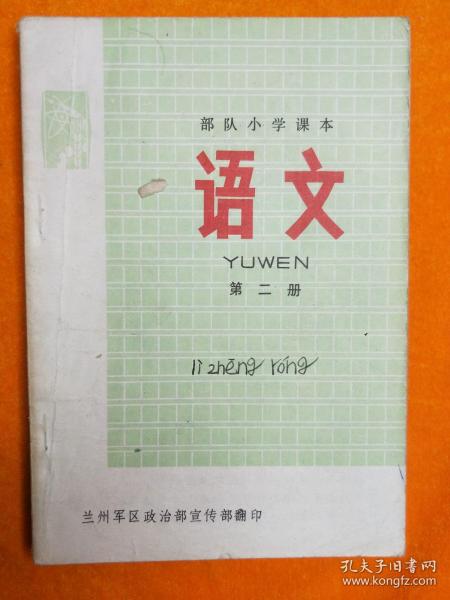 部队小学课本
语文
YUWEN
第二册
lǐ zhēng róng
兰州军区政治部宣传部翻印
孔夫子旧书网
www.kongfz.com